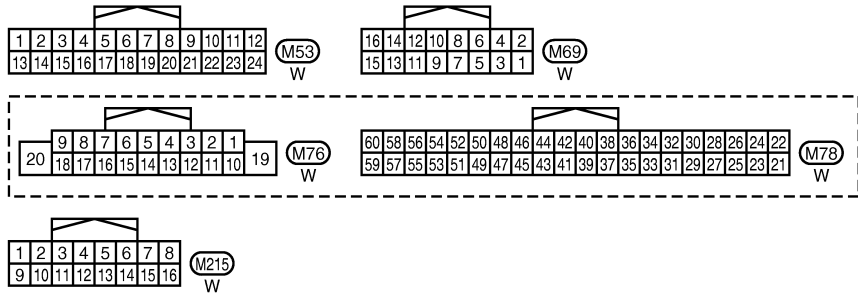 1 2 3 4 5 6 7 8 9 10 11 12
13 14 15 16 17 18 19 20 21 22 23 24
M53
W
16 14 12 10 8 6 4 2
15 13 11 9 7 5 3 1
M69
W
9 8 7 6 5 4 3 2 1
20 18 17 16 15 14 13 12 11 10 19
M76
W
60 58 56 54 52 50 48 46 44 42 40 38 36 34 32 30 28 26 24 22
59 57 55 53 51 49 47 45 43 41 39 37 35 33 31 29 27 25 23 21
M78
W
1 2 3 4 5 6 7 8
9 10 11 12 13 14 15 16
M215
W